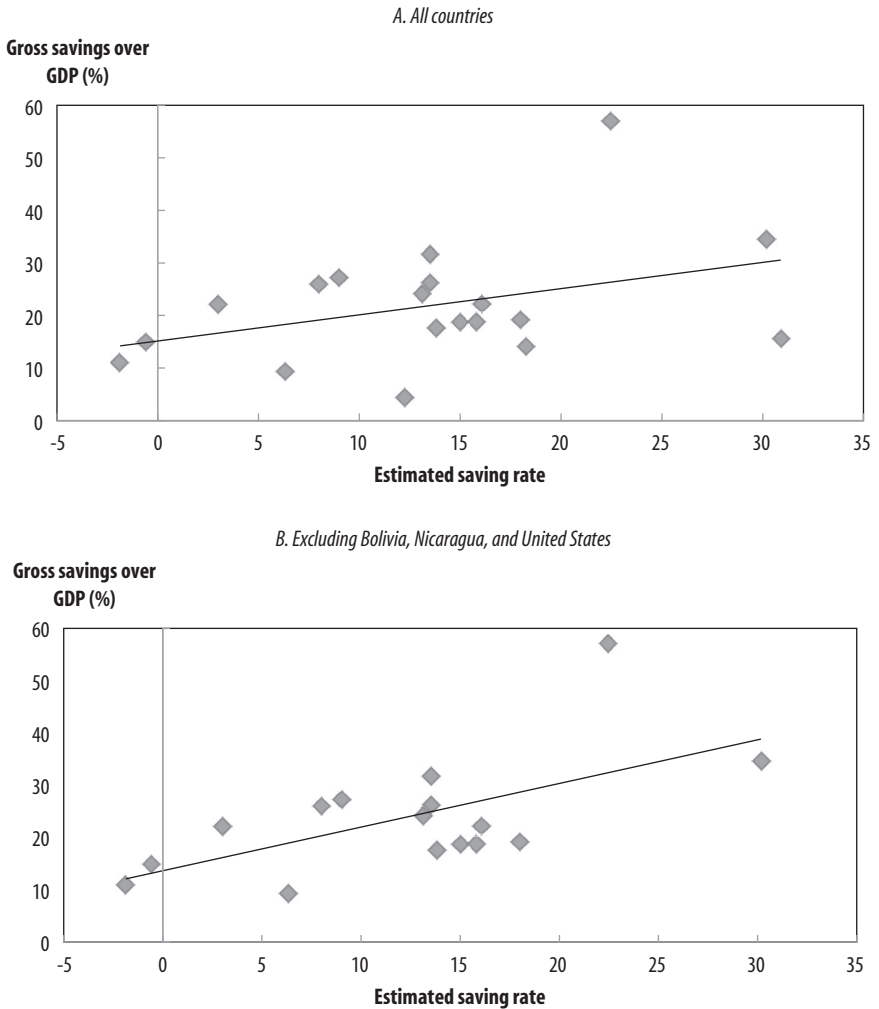 A. All countries
Gross savings over
GDP (%)
60
50
40
30
20
10
0
-5 0 5 10 15 20 25 30 35
Estimated saving rate
B. Excluding Bolivia, Nicaragua, and United States
Gross savings over
GDP (%)
60
50
40
30
20
10
0
-5 0 5 10 15 20 25 30 35
Estimated saving rate